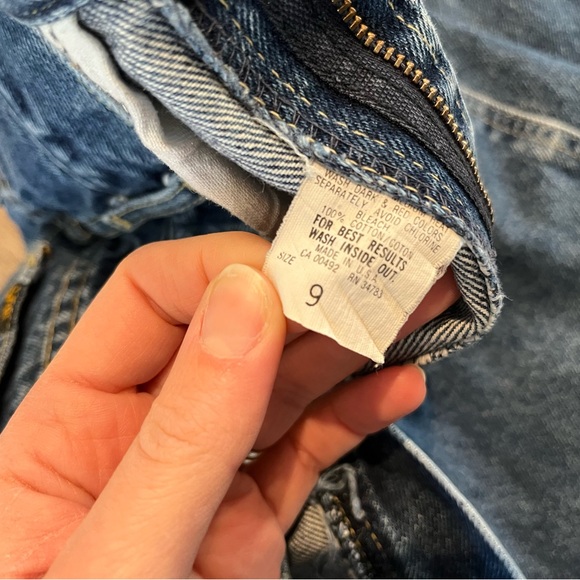 WASH DARK & RED COLORS
SEPARATELY. AVOID CHLORINE
BLEACH
100% COTTON COTON
FOR BEST RESULTS
WASH INSIDE OUT.
MADE IN U.S.A.
CA 00492 RN 34783
SIZE
9